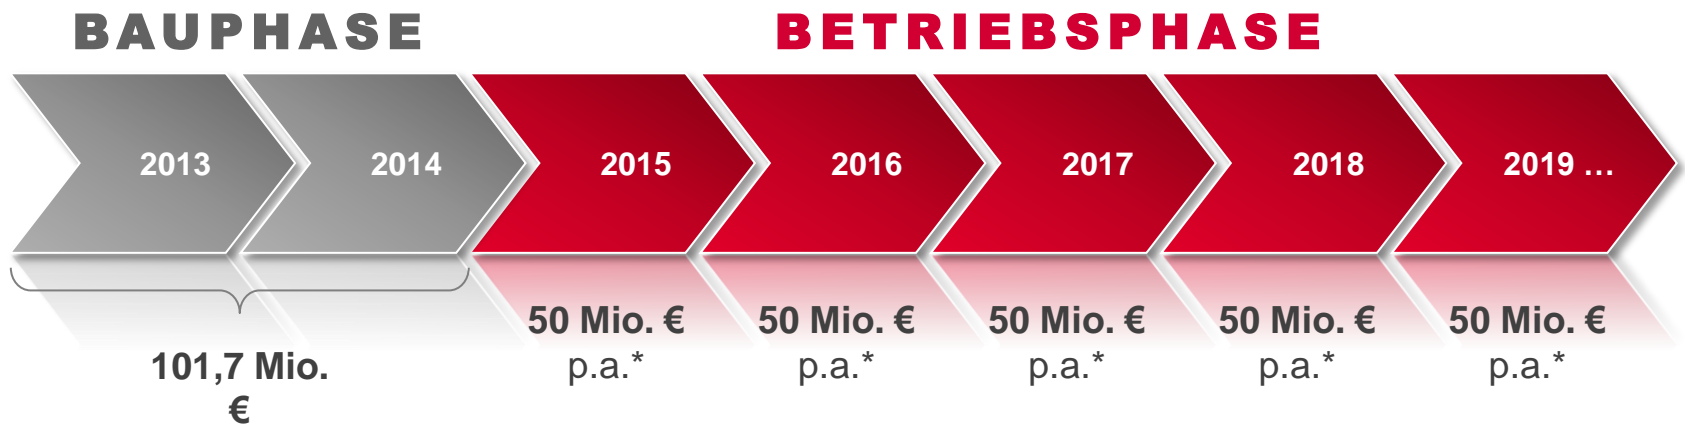 BAUPHASE BETRIEBSPHASE
2013 2014 2015 2016 2017 2018 2019 ...
50 Mio. € 50 Mio. € 50 Mio. € 50 Mio. € 50 Mio. €
101,7 Mio. p.a.* p.a.* p.a.* p.a.* p.a.*
€